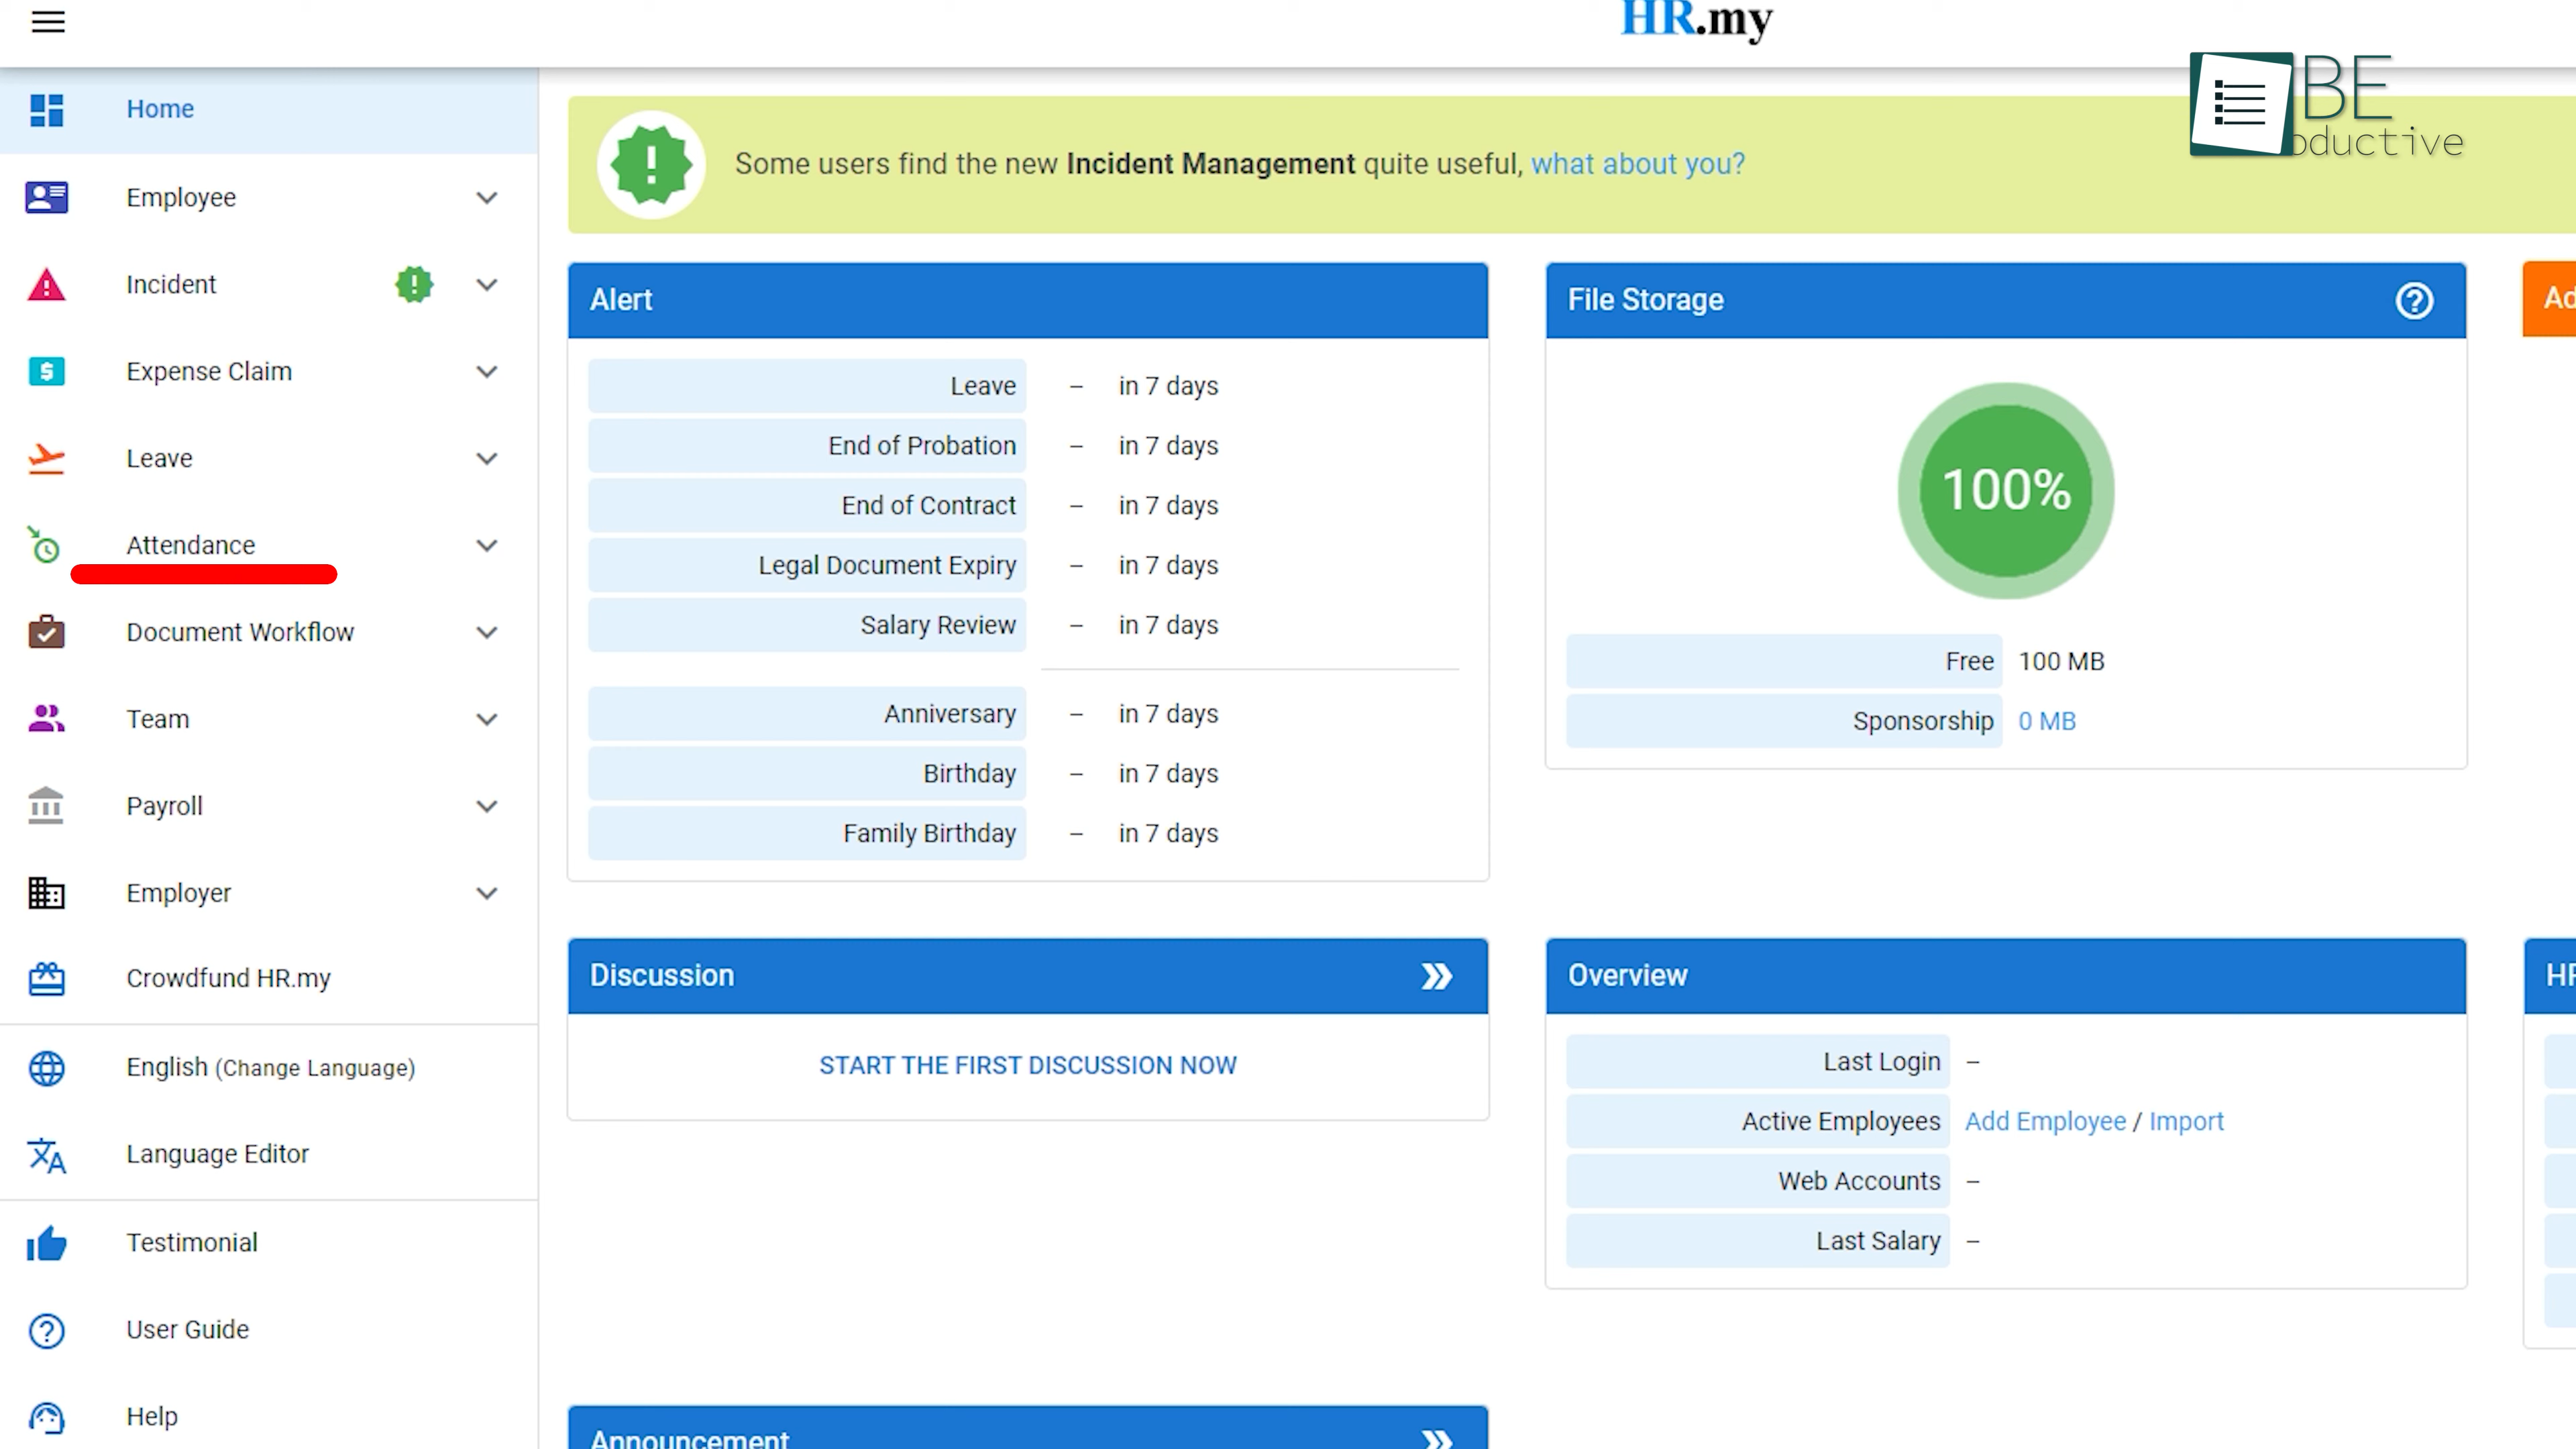 HR.my
BE
oductive
Home
Employee
Incident
Expense Claim
Leave
Attendance
Document Workflow
Team
Payroll
Employer
Crowdfund HR.my
English (Change Language)
Language Editor
Testimonial
User Guide
Help
Some users find the new Incident Management quite useful, what about you?
Alert
Leave – in 7 days
End of Probation – in 7 days
End of Contract – in 7 days
Legal Document Expiry – in 7 days
Salary Review – in 7 days
Anniversary – in 7 days
Birthday – in 7 days
Family Birthday – in 7 days
File Storage
100%
Free 100 MB
Sponsorship 0 MB
Discussion
START THE FIRST DISCUSSION NOW
Overview
Last Login –
Active Employees Add Employee / Import
Web Accounts –
Last Salary –
Announcement